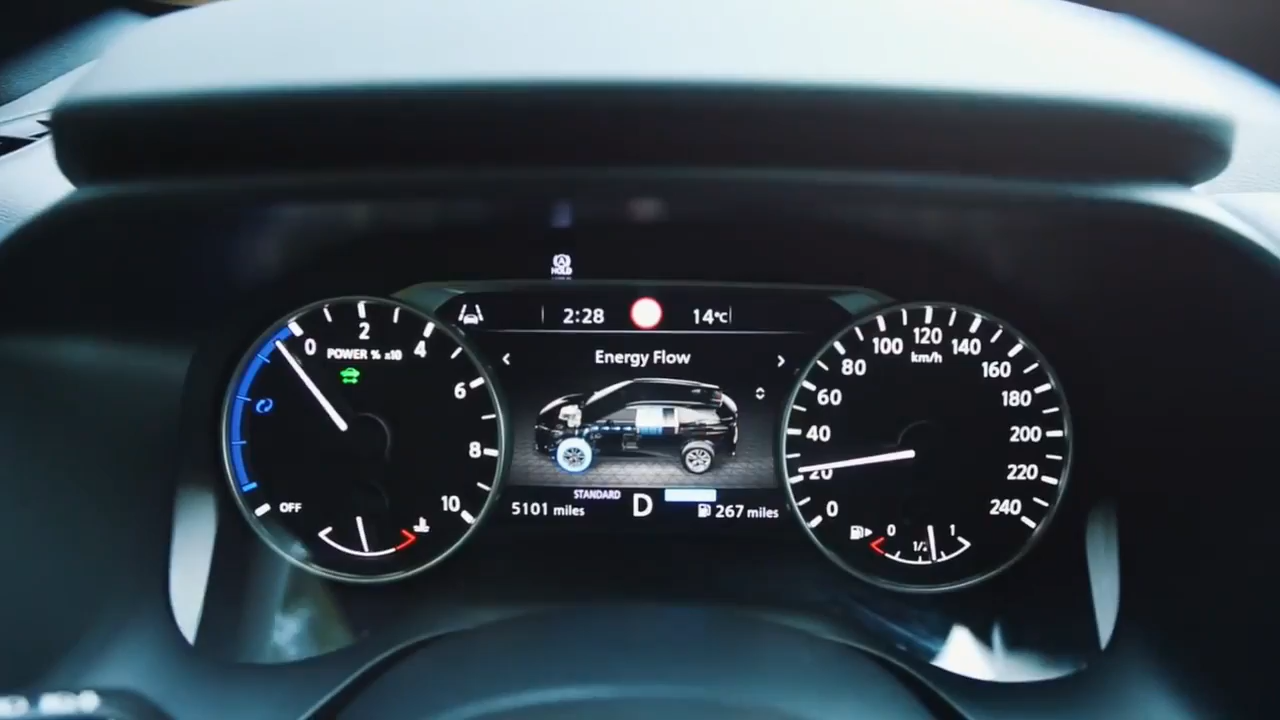 HOLD
2:28
14°C
Energy Flow
0
2
4
6
8
10
POWER % x10
OFF
STANDARD
5101 miles
D
267 miles
0
20
40
60
80
100
120
140
160
180
200
220
240
km/h
0
1/2
1